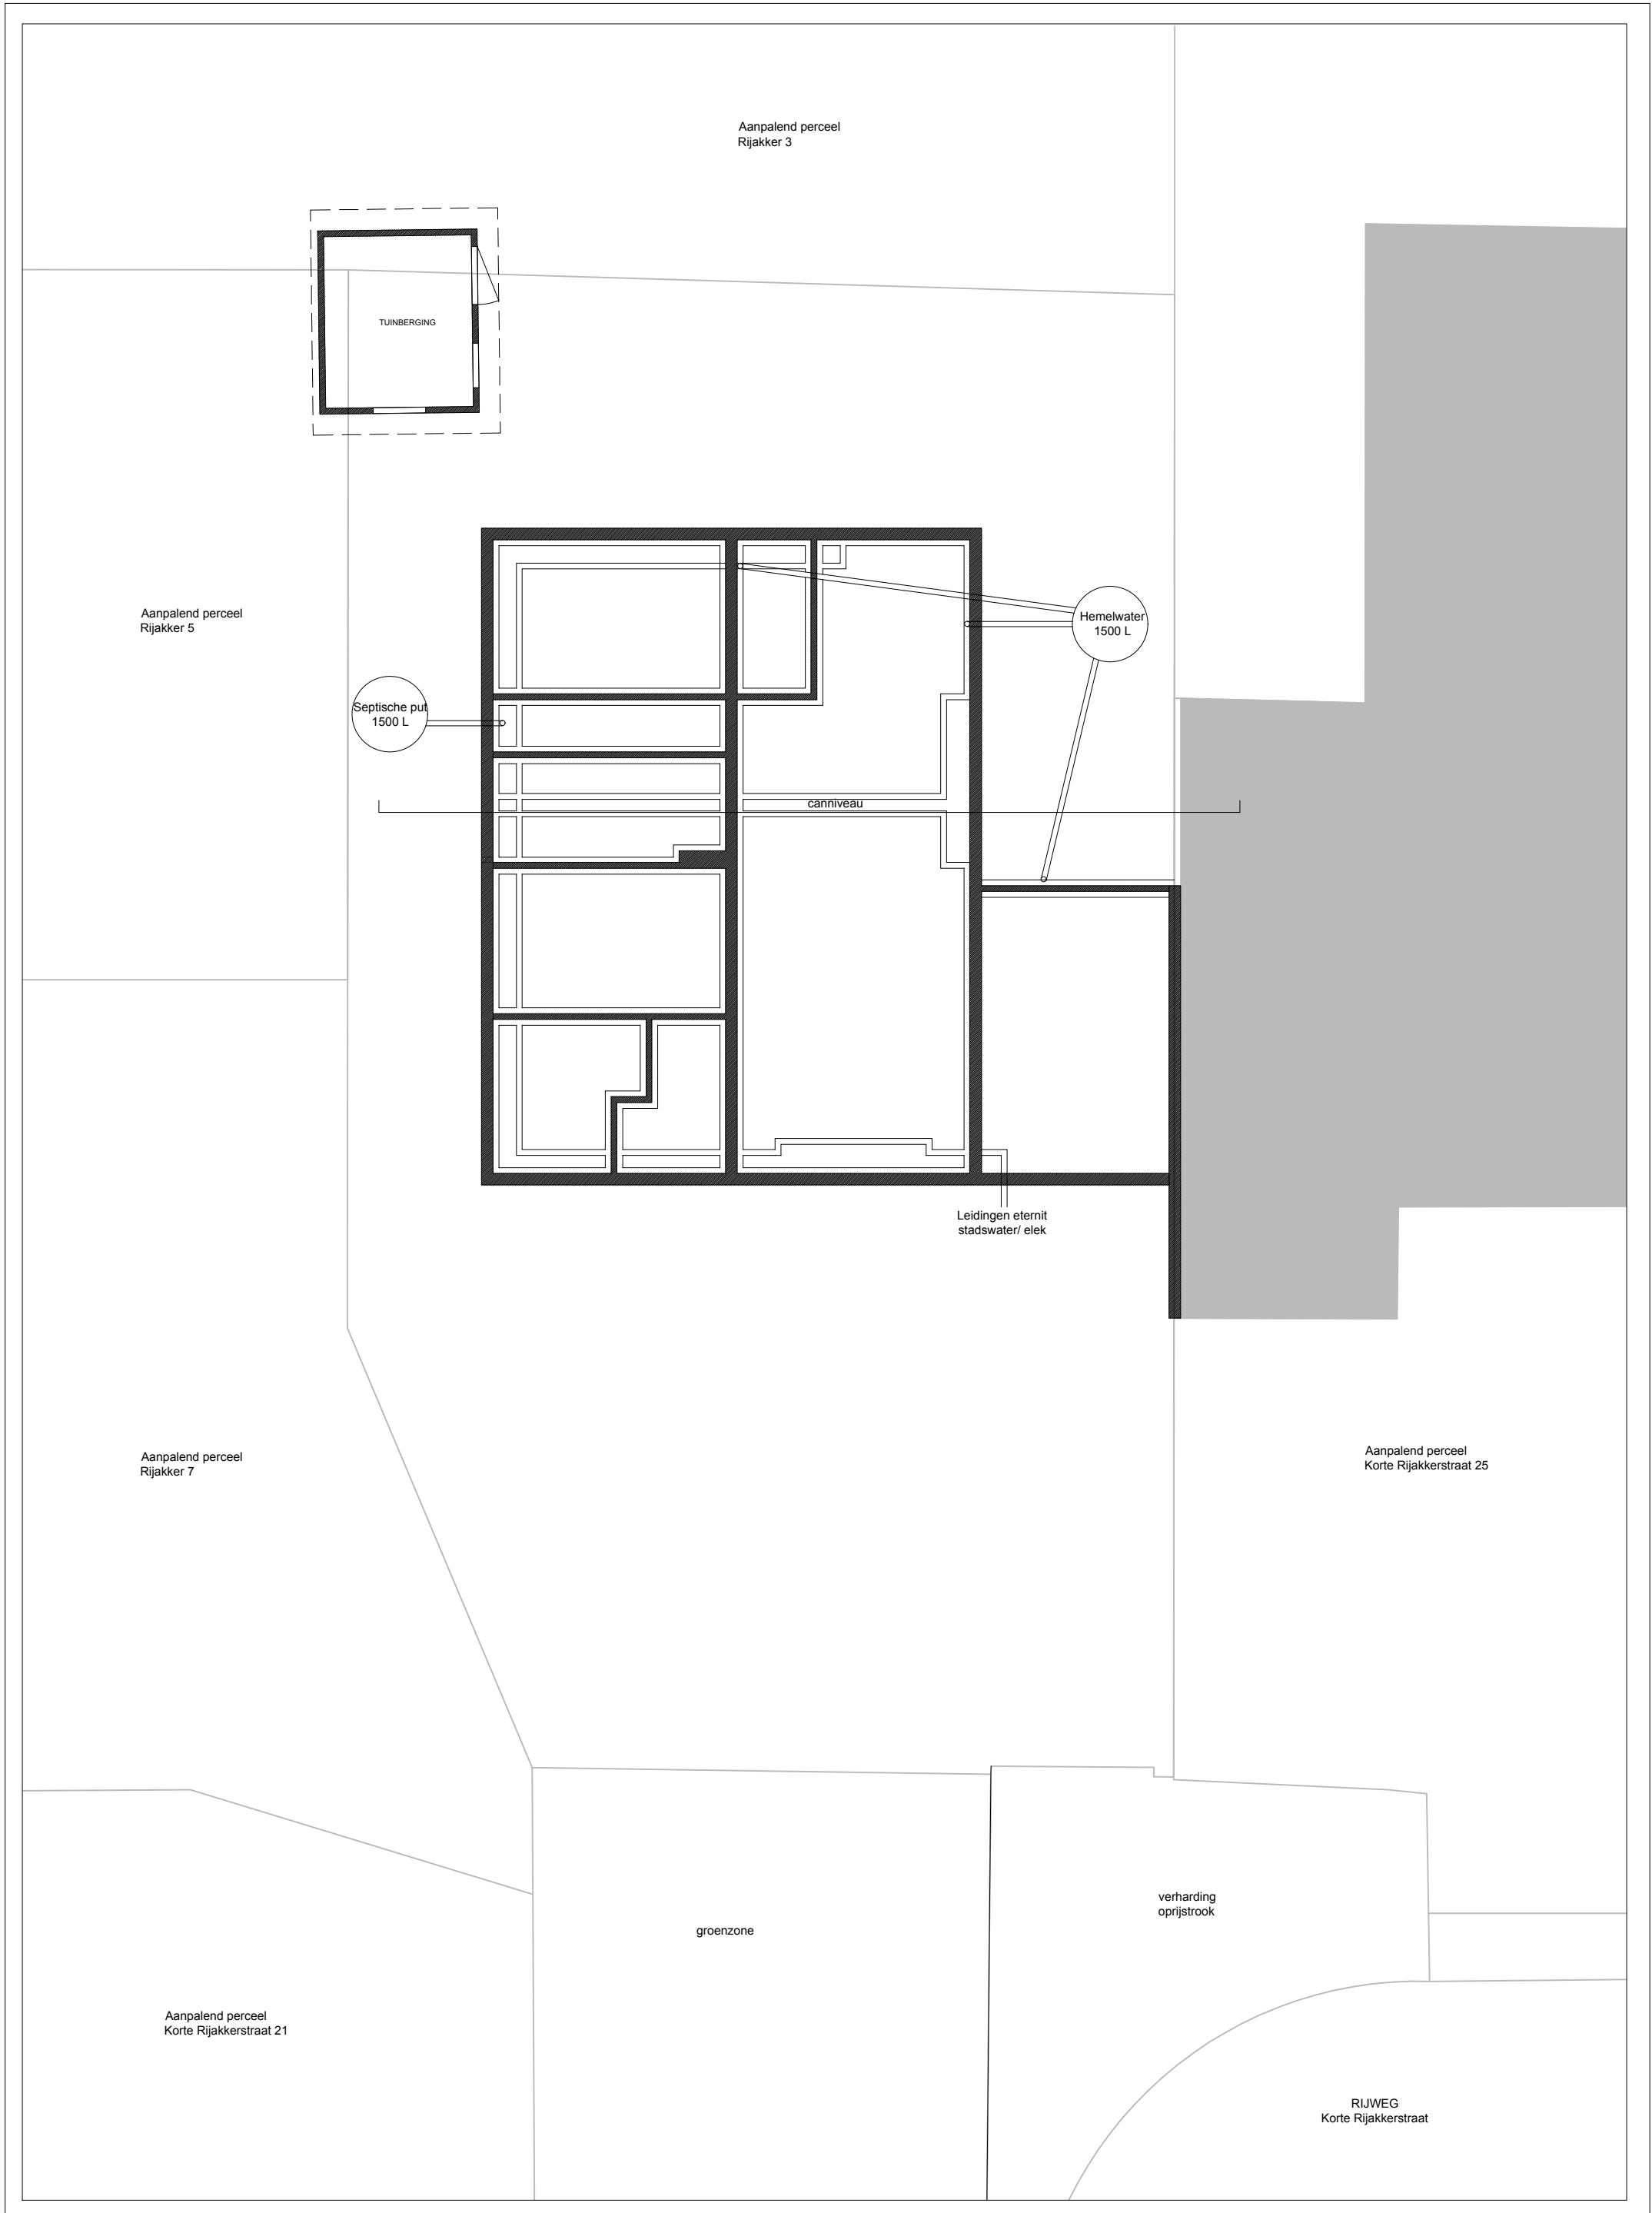 Aanpalend perceel
Rijakker 3
TUINBERGING
Aanpalend perceel
Rijakker 5
Hemelwater
1500 L
Septische put
1500 L
canniveau
Leidingen eternit
stadswater/ elek
Aanpalend perceel
Rijakker 7
Aanpalend perceel
Korte Rijakkerstraat 25
verharding
oprijstrook
groenzone
Aanpalend perceel
Korte Rijakkerstraat 21
RIJWEG
Korte Rijakkerstraat